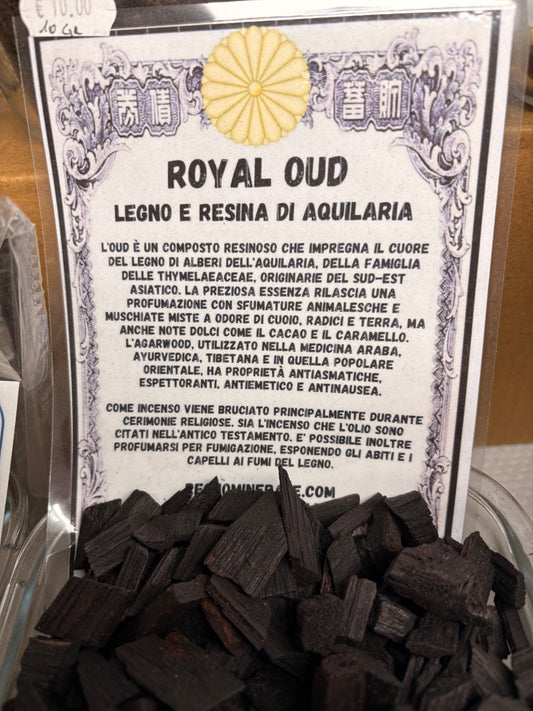 € 10.00
10 Gr
ROYAL OUD
LEGNO E RESINA DI AQUILARIA
L'OUD È UN COMPOSTO RESINOSO CHE IMPREGNA IL CUORE
DEL LEGNO DI ALBERI DELL'AQUILARIA, DELLA FAMIGLIA
DELLE THYMELAEACEAE, ORIGINARIE DEL SUD-EST
ASIATICO. LA PREZIOSA ESSENZA RILASCIA UNA
PROFUMAZIONE CON SFUMATURE ANIMALESCHE E
MUSCHIATE MISTE A ODORE DI CUOIO, RADICI E TERRA, MA
ANCHE NOTE DOLCI COME IL CACAO E IL CARAMELLO.
L'AGARWOOD, UTILIZZATO NELLA MEDICINA ARABA,
AYURVEDICA, TIBETANA E IN QUELLA POPOLARE
ORIENTALE, HA PROPRIETÀ ANTIASMATICHE,
ESPETTORANTI, ANTIEMETICO E ANTINAUSEA.
COME INCENSO VIENE BRUCIATO PRINCIPALMENTE DURANTE
CERIMONIE RELIGIOSE. SIA L'INCENSO CHE L'OLIO SONO
CITATI NELL'ANTICO TESTAMENTO. E' POSSIBILE INOLTRE
PROFUMARSI PER FUMIGAZIONE, ESPONENDO GLI ABITI E I
CAPELLI AI FUMI DEL LEGNO.